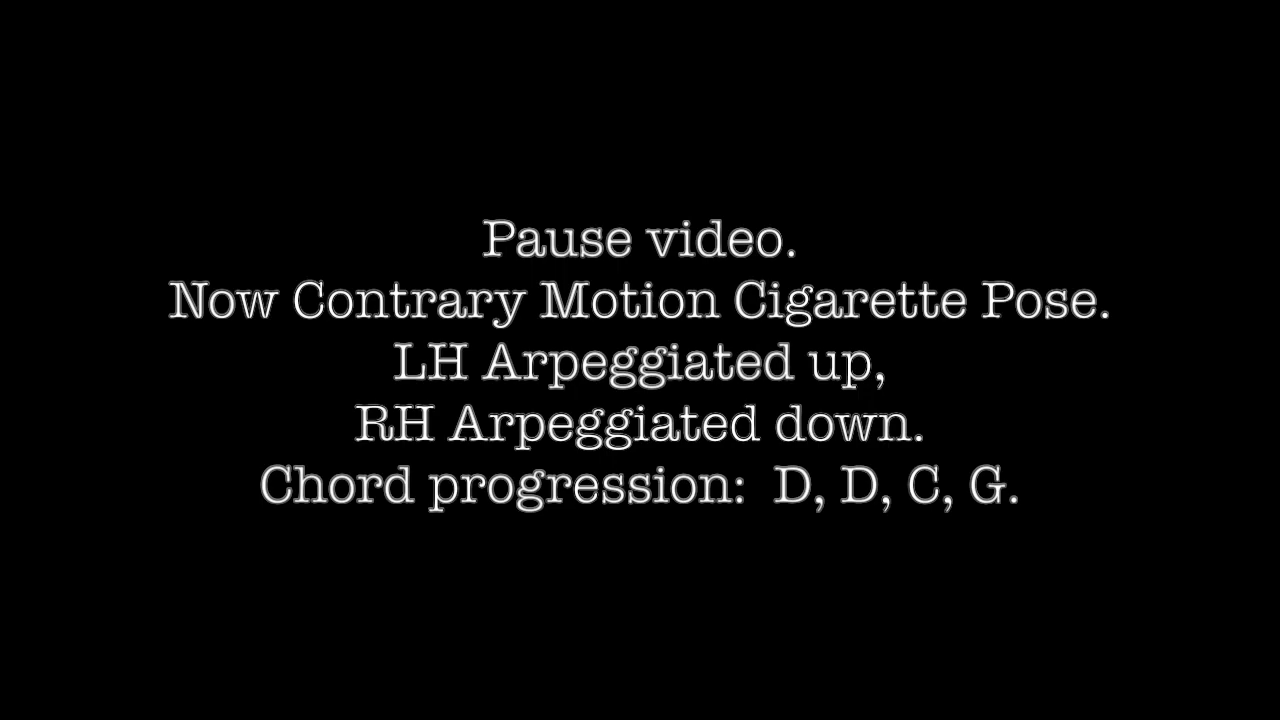 Pause video.
Now Contrary Motion Cigarette Pose.
LH Arpeggiated up,
RH Arpeggiated down.
Chord progression:  D, D, C, G.